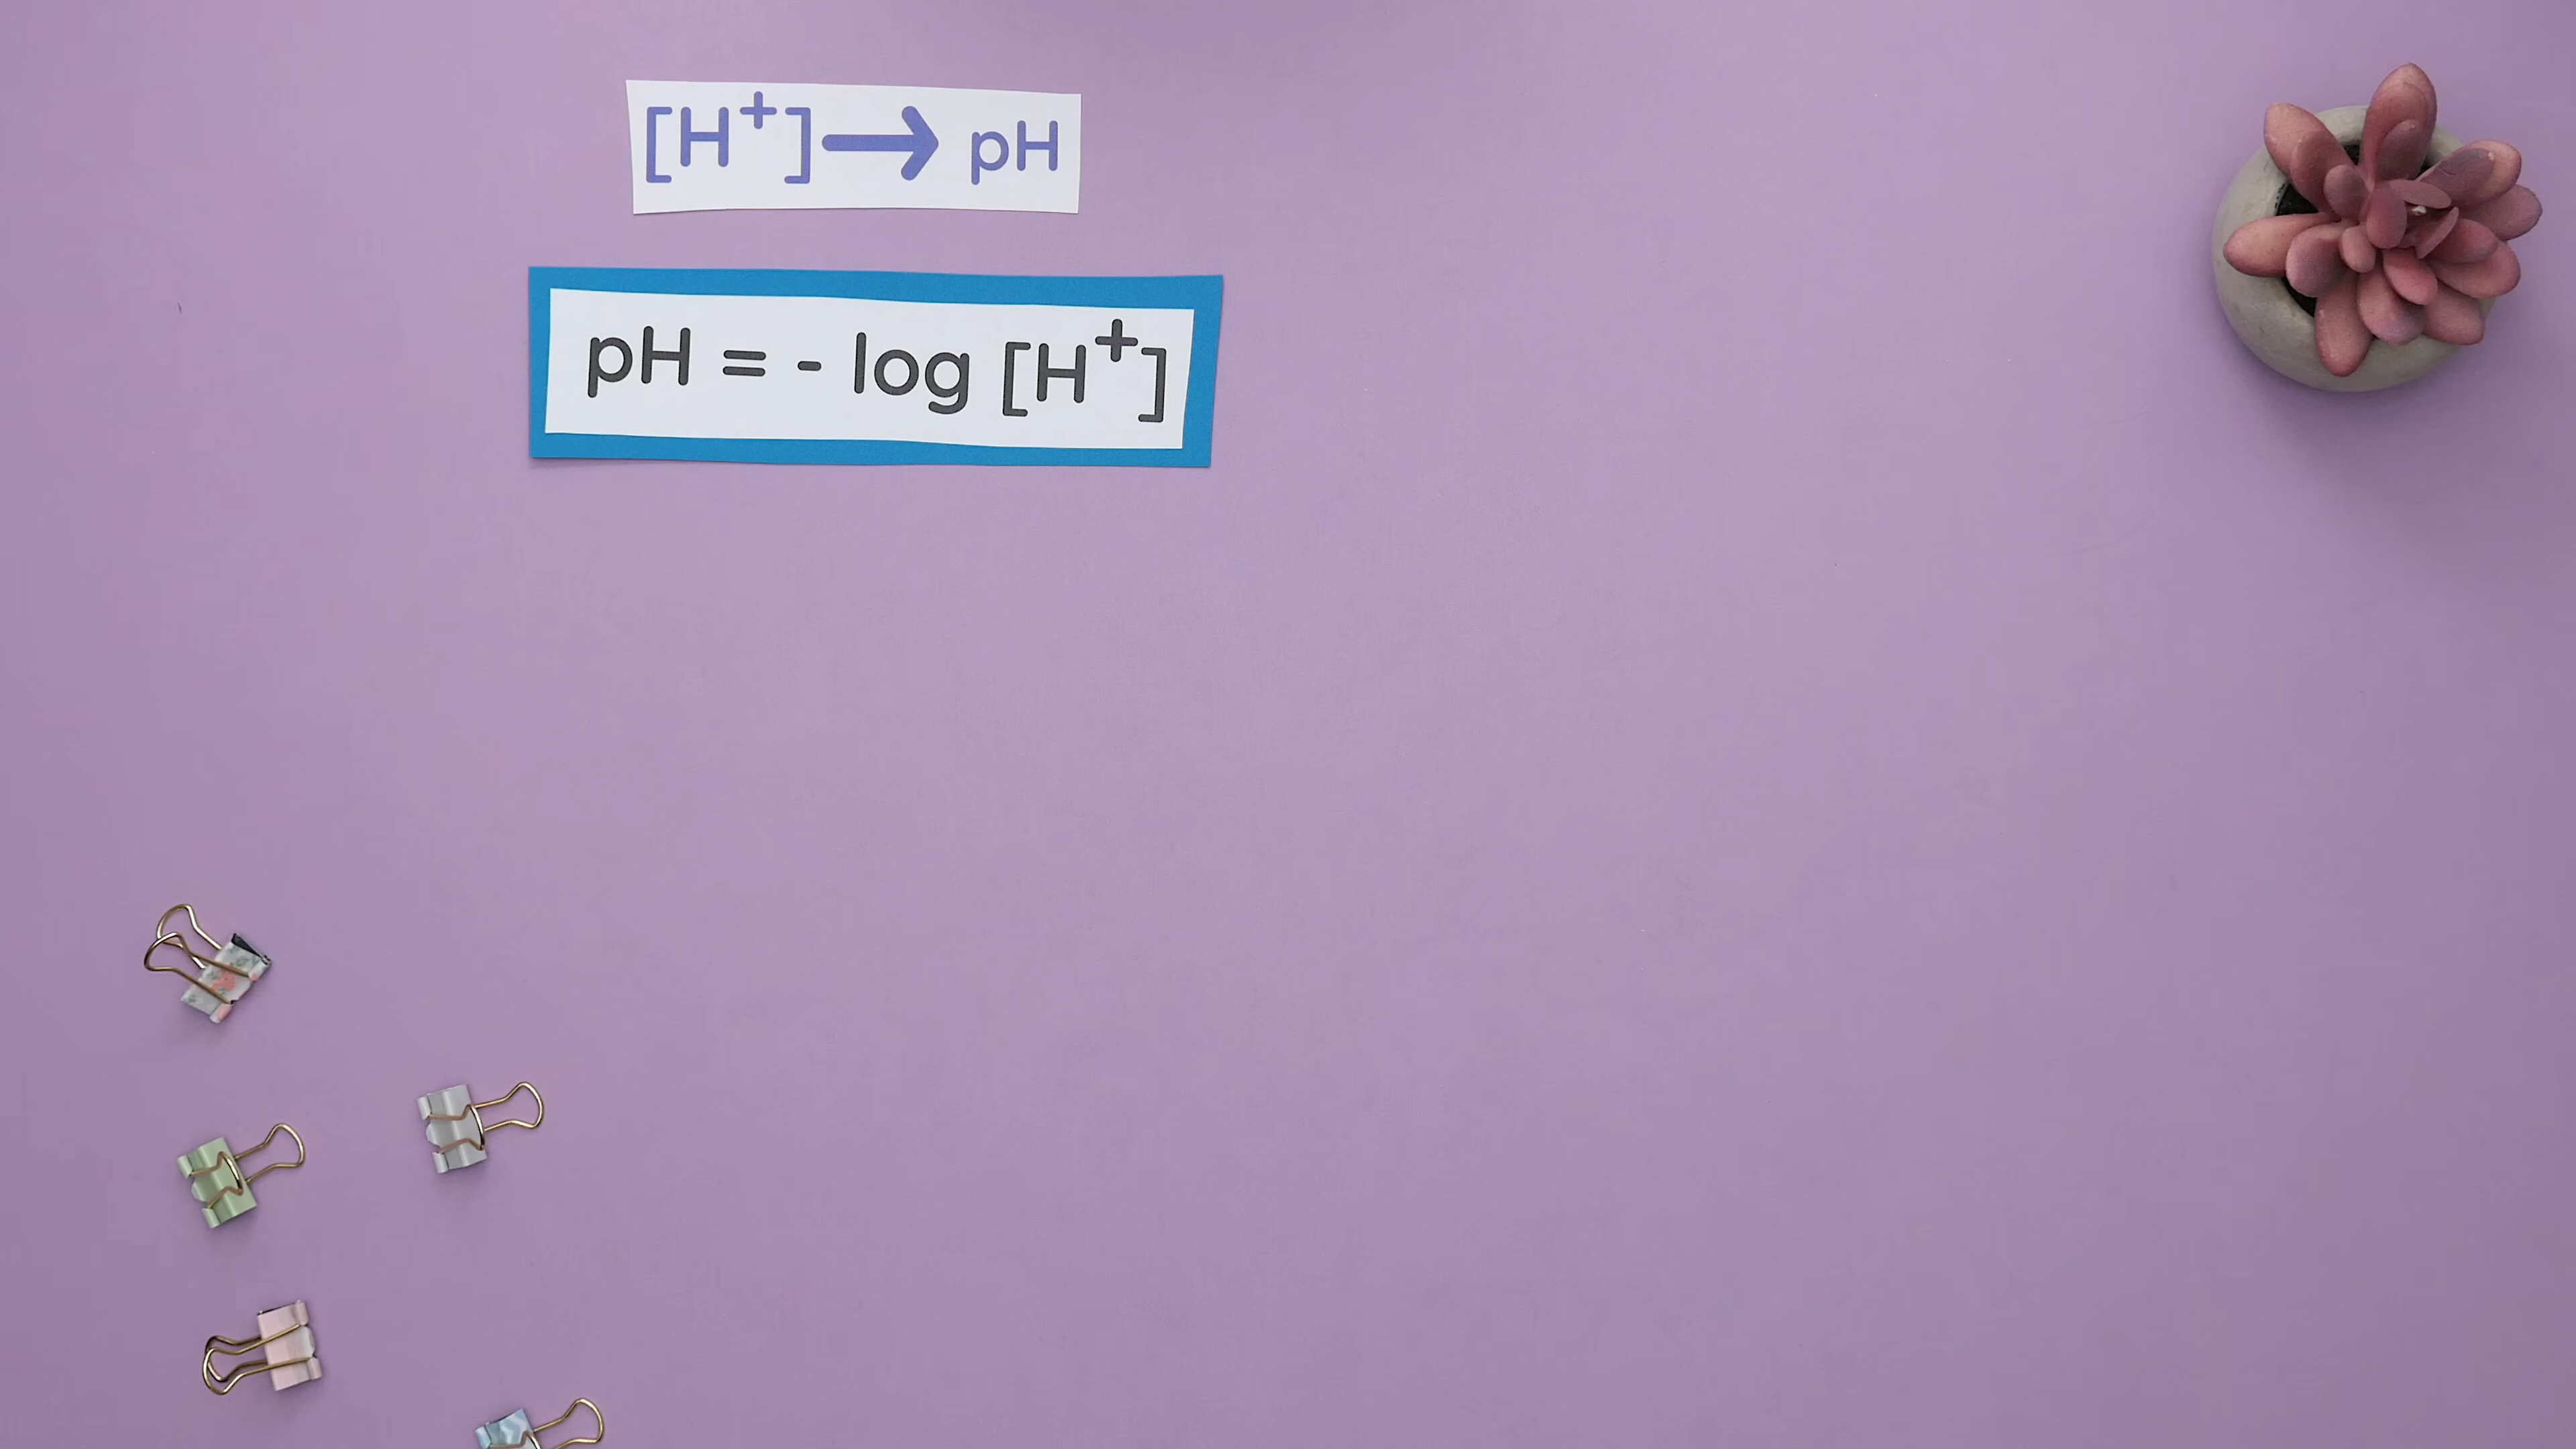 [H⁺]→ pH
pH = - log [H⁺]